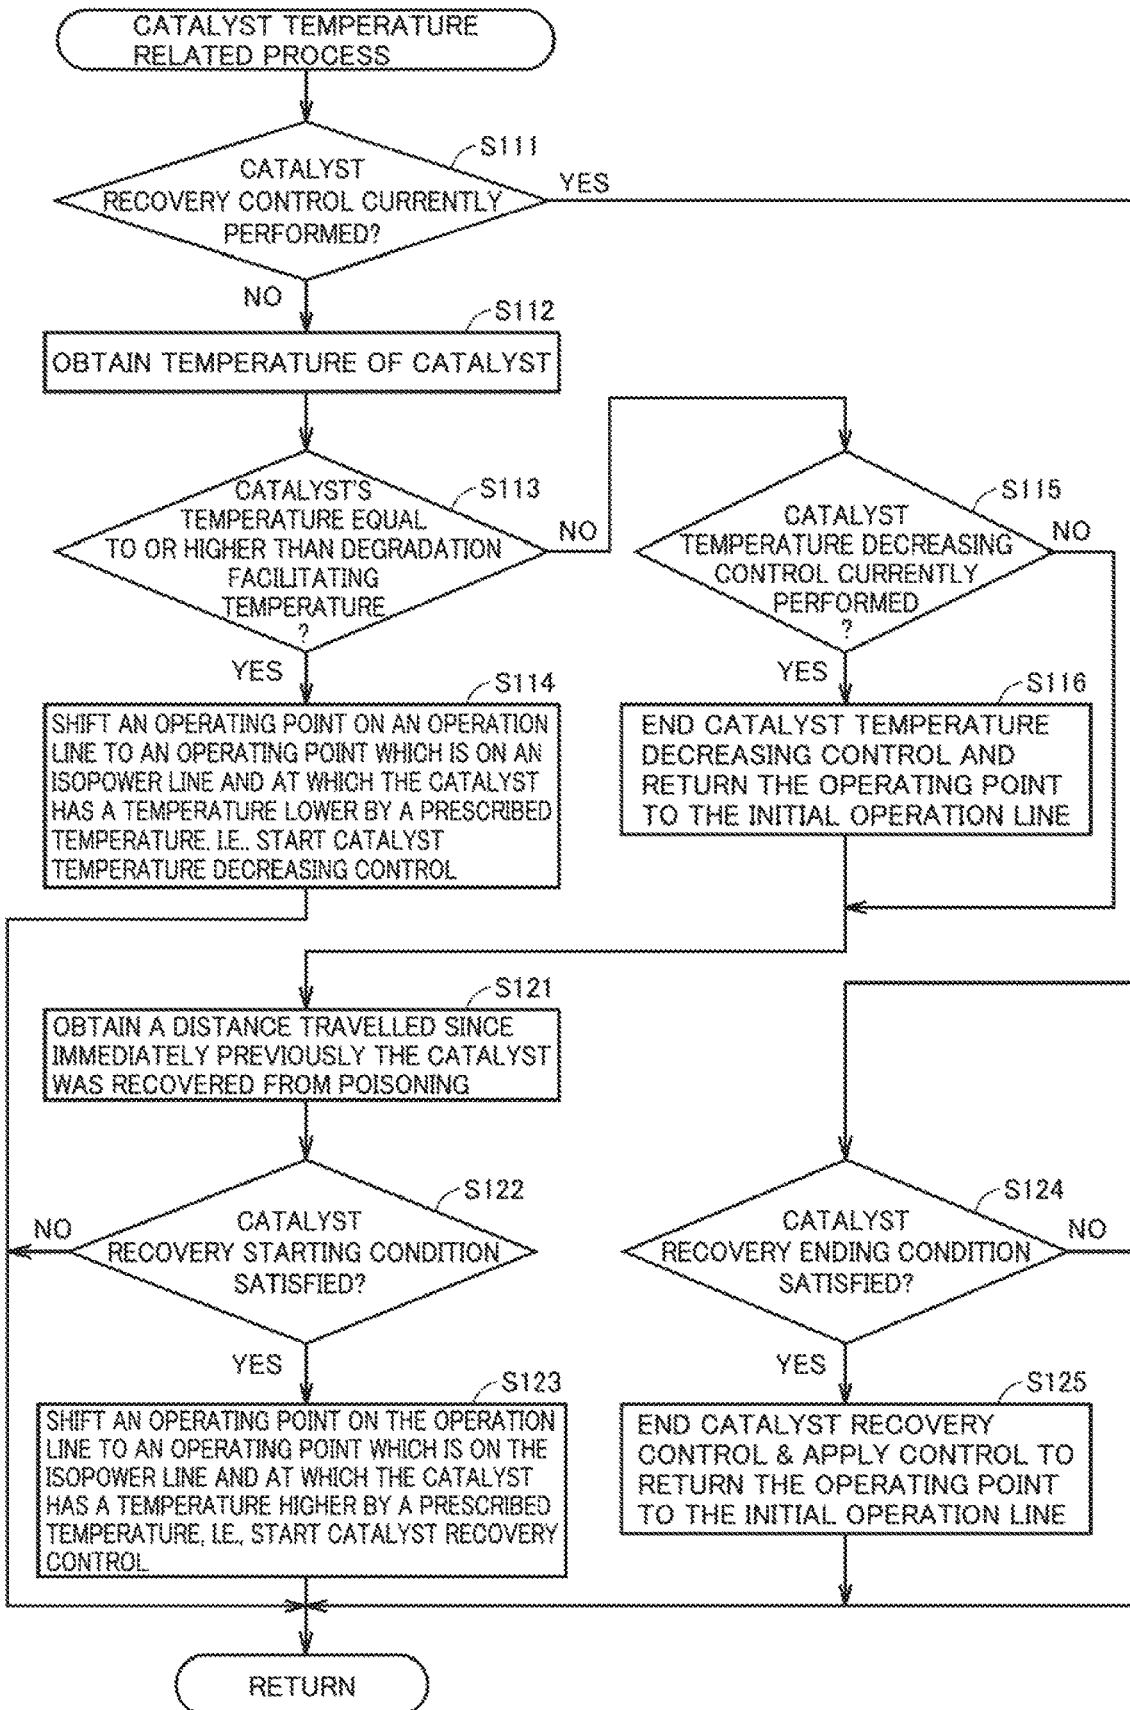 CATALYST TEMPERATURE
RELATED PROCESS
S111
CATALYST
RECOVERY CONTROL CURRENTLY
PERFORMED?
YES
NO
S112
OBTAIN TEMPERATURE OF CATALYST
S113
CATALYST'S
TEMPERATURE EQUAL
TO OR HIGHER THAN DEGRADATION
FACILITATING
TEMPERATURE
?
NO
YES
S115
CATALYST
TEMPERATURE DECREASING
CONTROL CURRENTLY
PERFORMED
?
NO
YES
S114
SHIFT AN OPERATING POINT ON AN OPERATION
LINE TO AN OPERATING POINT WHICH IS ON AN
ISOPOWER LINE AND AT WHICH THE CATALYST
HAS A TEMPERATURE LOWER BY A PRESCRIBED
TEMPERATURE, I.E., START CATALYST
TEMPERATURE DECREASING CONTROL
S116
END CATALYST TEMPERATURE
DECREASING CONTROL AND
RETURN THE OPERATING POINT
TO THE INITIAL OPERATION LINE
S121
OBTAIN A DISTANCE TRAVELLED SINCE
IMMEDIATELY PREVIOUSLY THE CATALYST
WAS RECOVERED FROM POISONING
S122
CATALYST
RECOVERY STARTING CONDITION
SATISFIED?
NO
YES
S124
CATALYST
RECOVERY ENDING CONDITION
SATISFIED?
NO
YES
S123
SHIFT AN OPERATING POINT ON THE OPERATION
LINE TO AN OPERATING POINT WHICH IS ON THE
ISOPOWER LINE AND AT WHICH THE CATALYST
HAS A TEMPERATURE HIGHER BY A PRESCRIBED
TEMPERATURE, I.E., START CATALYST RECOVERY
CONTROL
S125
END CATALYST RECOVERY
CONTROL & APPLY CONTROL TO
RETURN THE OPERATING POINT
TO THE INITIAL OPERATION LINE
RETURN